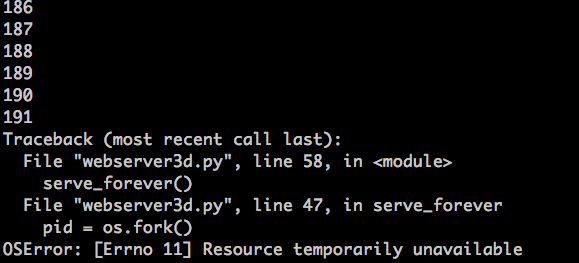 186
187
188
189
190
191
Traceback (most recent call last):
  File "webserver3d.py", line 58, in <module>
    serve_forever()
  File "webserver3d.py", line 47, in serve_forever
    pid = os.fork()
OSError: [Errno 11] Resource temporarily unavailable